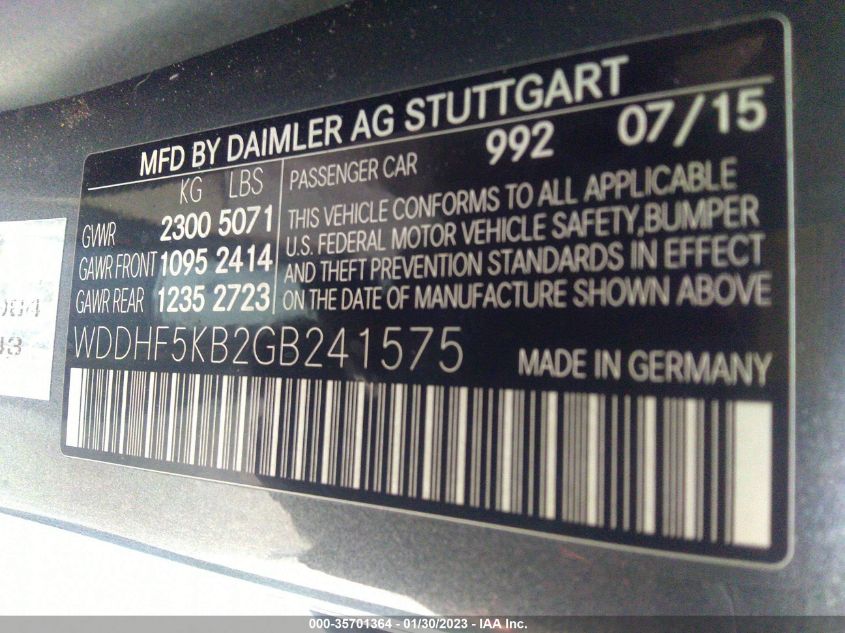 MFD BY DAIMLER AG STUTTGART
992 07/15
KG LBS
GVWR 2300 5071
GAWR FRONT 1095 2414
GAWR REAR 1235 2723
PASSENGER CAR
THIS VEHICLE CONFORMS TO ALL APPLICABLE
U.S. FEDERAL MOTOR VEHICLE SAFETY,BUMPER
AND THEFT PREVENTION STANDARDS IN EFFECT
ON THE DATE OF MANUFACTURE SHOWN ABOVE
WDDHF5KB2GB241575
MADE IN GERMANY
000-35701364 - 01/30/2023 - IAA Inc.